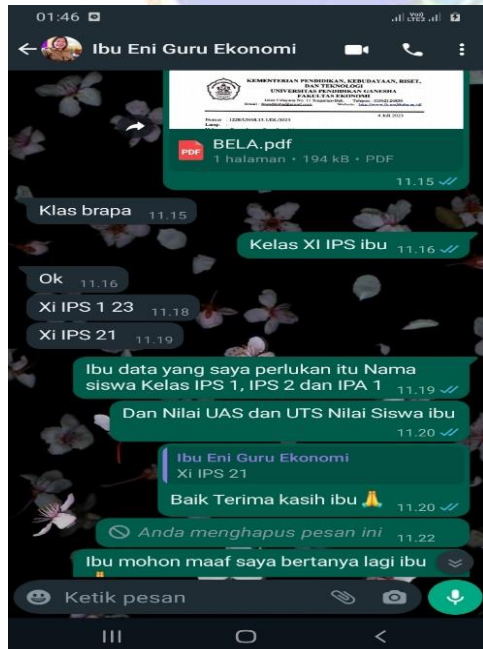 01:46
Ibu Eni Guru Ekonomi
KEMENTERIAN PENDIDIKAN, KEBUDAYAAN, RISET,
DAN TEKNOLOGI
UNIVERSITAS PENDIDIKAN GANESHA
FAKULTAS EKONOMI
4 Juli 2023
PDF
BELA.pdf
1 halaman • 194 kB • PDF
11.15
Klas brapa 11.15
Kelas XI IPS ibu 11.16
Ok 11.16
Xi IPS 1 23 11.18
Xi IPS 21 11.19
Ibu data yang saya perlukan itu Nama
siswa Kelas IPS 1, IPS 2 dan IPA 1 11.19
Dan Nilai UAS dan UTS Nilai Siswa ibu
11.20
Ibu Eni Guru Ekonomi
Xi IPS 21
Baik Terima kasih ibu 🙏 11.20
Anda menghapus pesan ini 11.22
Ibu mohon maaf saya bertanya lagi ibu
Ketik pesan